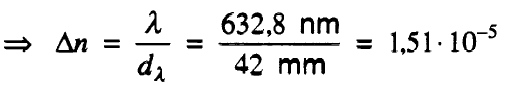 ⇒ Δn = λ / d_λ = 632,8 nm / 42 mm = 1,51 · 10⁻⁵